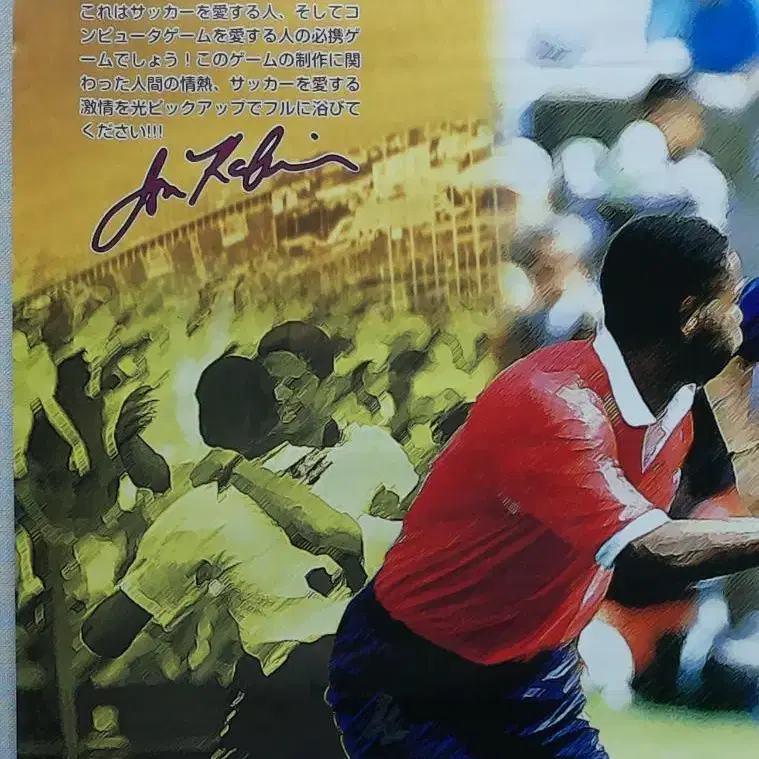 これはサッカーを愛する人、そしてコ
ンピュータゲームを愛する人の必携ゲ
ームでしょう！このゲームの制作に関
わった人間の情熱、サッカーを愛する
激情を光ピックアップでフルに浴びて
ください!!!
Jon Kabira